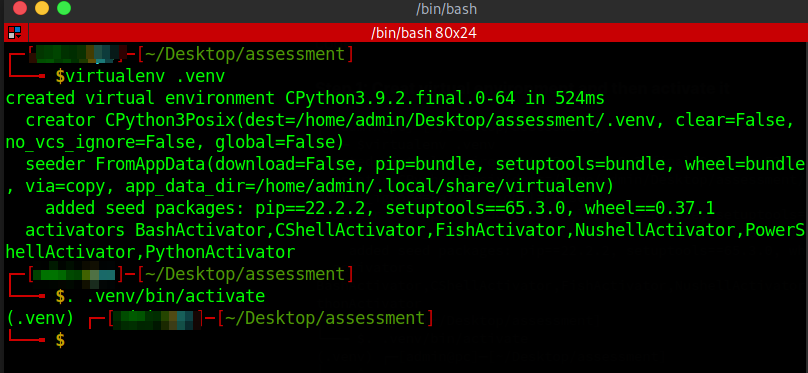 /bin/bash
/bin/bash 80x24
┌─[]─[~/Desktop/assessment]
└──╼ $virtualenv .venv
created virtual environment CPython3.9.2.final.0-64 in 524ms
  creator CPython3Posix(dest=/home/admin/Desktop/assessment/.venv, clear=False,
no_vcs_ignore=False, global=False)
  seeder FromAppData(download=False, pip=bundle, setuptools=bundle, wheel=bundle
, via=copy, app_data_dir=/home/admin/.local/share/virtualenv)
    added seed packages: pip==22.2.2, setuptools==65.3.0, wheel==0.37.1
  activators BashActivator,CShellActivator,FishActivator,NushellActivator,PowerS
hellActivator,PythonActivator
┌─[]─[~/Desktop/assessment]
└──╼ $. .venv/bin/activate
(.venv) ┌─[]─[~/Desktop/assessment]
└──╼ $